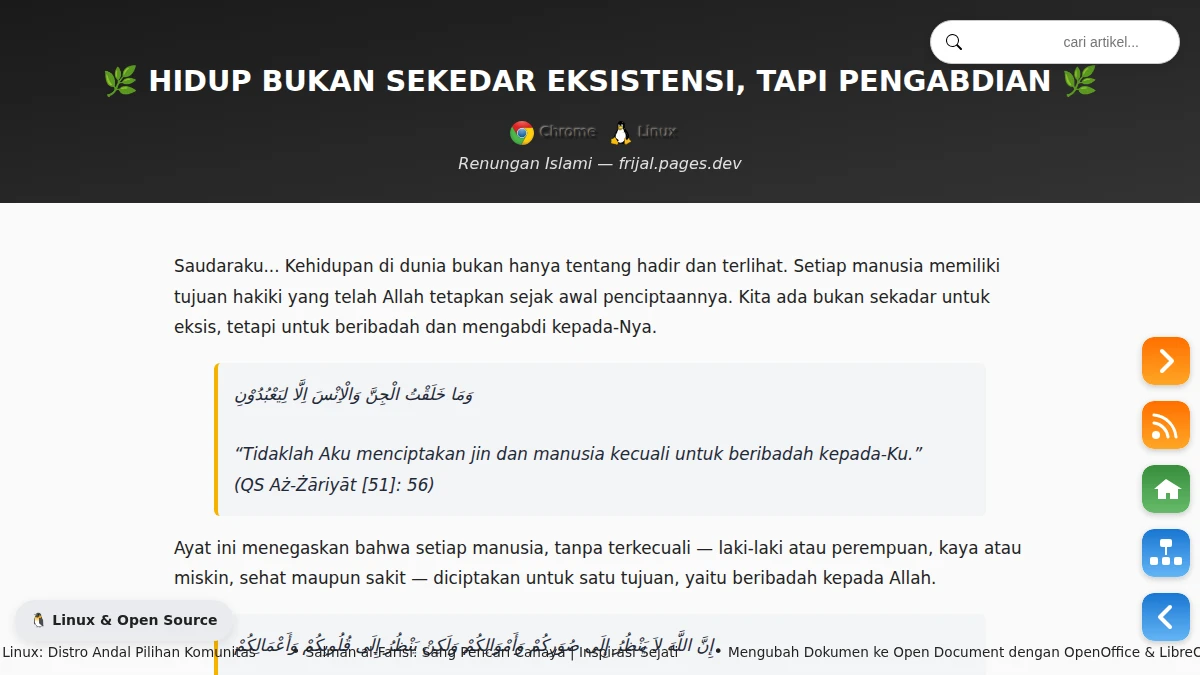 cari artikel...
🌿 HIDUP BUKAN SEKEDAR EKSISTENSI, TAPI PENGABDIAN 🌿
Chrome Linux
Renungan Islami — frijal.pages.dev
Saudaraku... Kehidupan di dunia bukan hanya tentang hadir dan terlihat. Setiap manusia memiliki
tujuan hakiki yang telah Allah tetapkan sejak awal penciptaannya. Kita ada bukan sekadar untuk
eksis, tetapi untuk beribadah dan mengabdi kepada-Nya.
وَمَا خَلَقْتُ الْجِنَّ وَالْاِنْسَ اِلَّا لِيَعْبُدُوْنِ
“Tidaklah Aku menciptakan jin dan manusia kecuali untuk beribadah kepada-Ku.”
(QS Aż-Żāriyāt [51]: 56)
Ayat ini menegaskan bahwa setiap manusia, tanpa terkecuali — laki-laki atau perempuan, kaya atau
miskin, sehat maupun sakit — diciptakan untuk satu tujuan, yaitu beribadah kepada Allah.
🐧 Linux & Open Source
إِنَّ اللَّهَ لاَ يَنْظُرُ إِلَى صُوَرِكُمْ وَأَمْوَالِكُمْ وَلَكِنْ يَنْظُرُ إِلَى قُلُوبِكُمْ وَأَعْمَالِكُمْ.
Linux: Distro Andal Pilihan Komunitas • Salman al-Farisi: Sang Pencari Cahaya | Inspirasi Sejati • Mengubah Dokumen ke Open Document dengan OpenOffice & LibreO